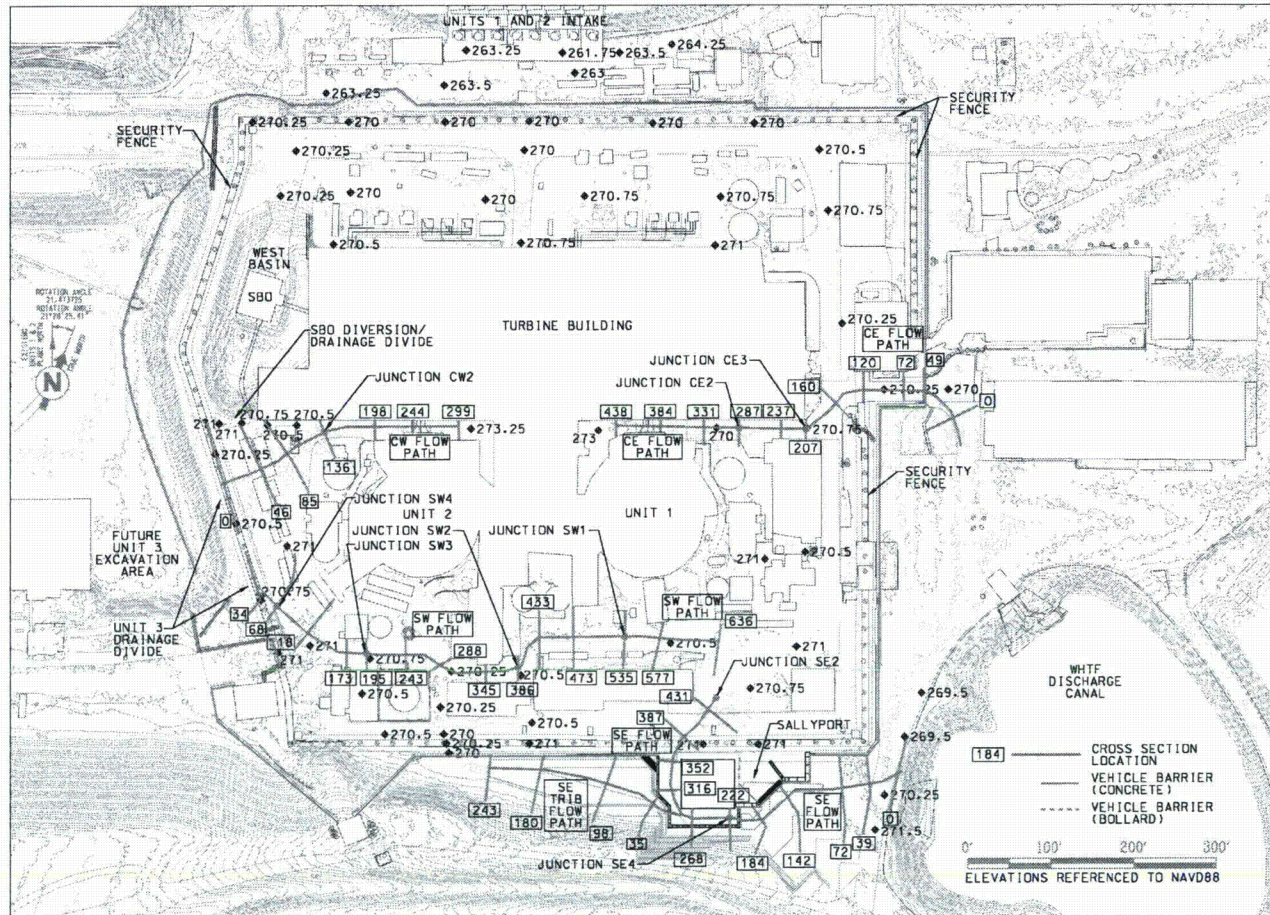 UNITS 1 AND 2 INTAKE
263.25
261.75
263.5
264.25
263
263.5
263.25
SECURITY
FENCE
SECURITY
FENCE
270.25
270
270
270
270
270
270.25
270
270.5
270.25
270
270
270.75
270.75
270.75
270.5
270.75
271
WEST
BASIN
SBO
ROTATION ANGLE
N
TURBINE BUILDING
270.25
CE FLOW
PATH
SBO DIVERSION/
DRAINAGE DIVIDE
JUNCTION CE3
JUNCTION CE2
JUNCTION CW2
160
120
72
49
270.25
270
0
198
244
299
438
384
331
287
237
271
271
270.75
270.5
270.5
270.25
273.25
273
270
270.75
207
CW FLOW
PATH
CE FLOW
PATH
136
85
46
SECURITY
FENCE
JUNCTION SW4
UNIT 2
JUNCTION SW2
JUNCTION SW3
JUNCTION SW1
UNIT 1
0
270.5
FUTURE
UNIT 3
EXCAVATION
AREA
271
271
270.5
270.75
34
68
118
UNIT 3
DRAINAGE
DIVIDE
271
271
SW FLOW
PATH
433
SW FLOW
PATH
636
288
270.75
270.25
270.5
270.5
271
JUNCTION SE2
173
195
243
345
386
473
535
577
431
270.5
270.25
270.75
WHTF
DISCHARGE
CANAL
269.5
269.5
387
SALLYPORT
270.5
270.5
270
270.25
270
271
SE FLOW
PATH
271
271
352
316
222
243
180
SE
TRIB
FLOW
PATH
98
35
SE
FLOW
PATH
270.25
0
271.5
JUNCTION SE4
268
184
142
72
39
184
CROSS SECTION
LOCATION
VEHICLE BARRIER
(CONCRETE)
VEHICLE BARRIER
(BOLLARD)
0'
100'
200'
300'
ELEVATIONS REFERENCED TO NAVD88